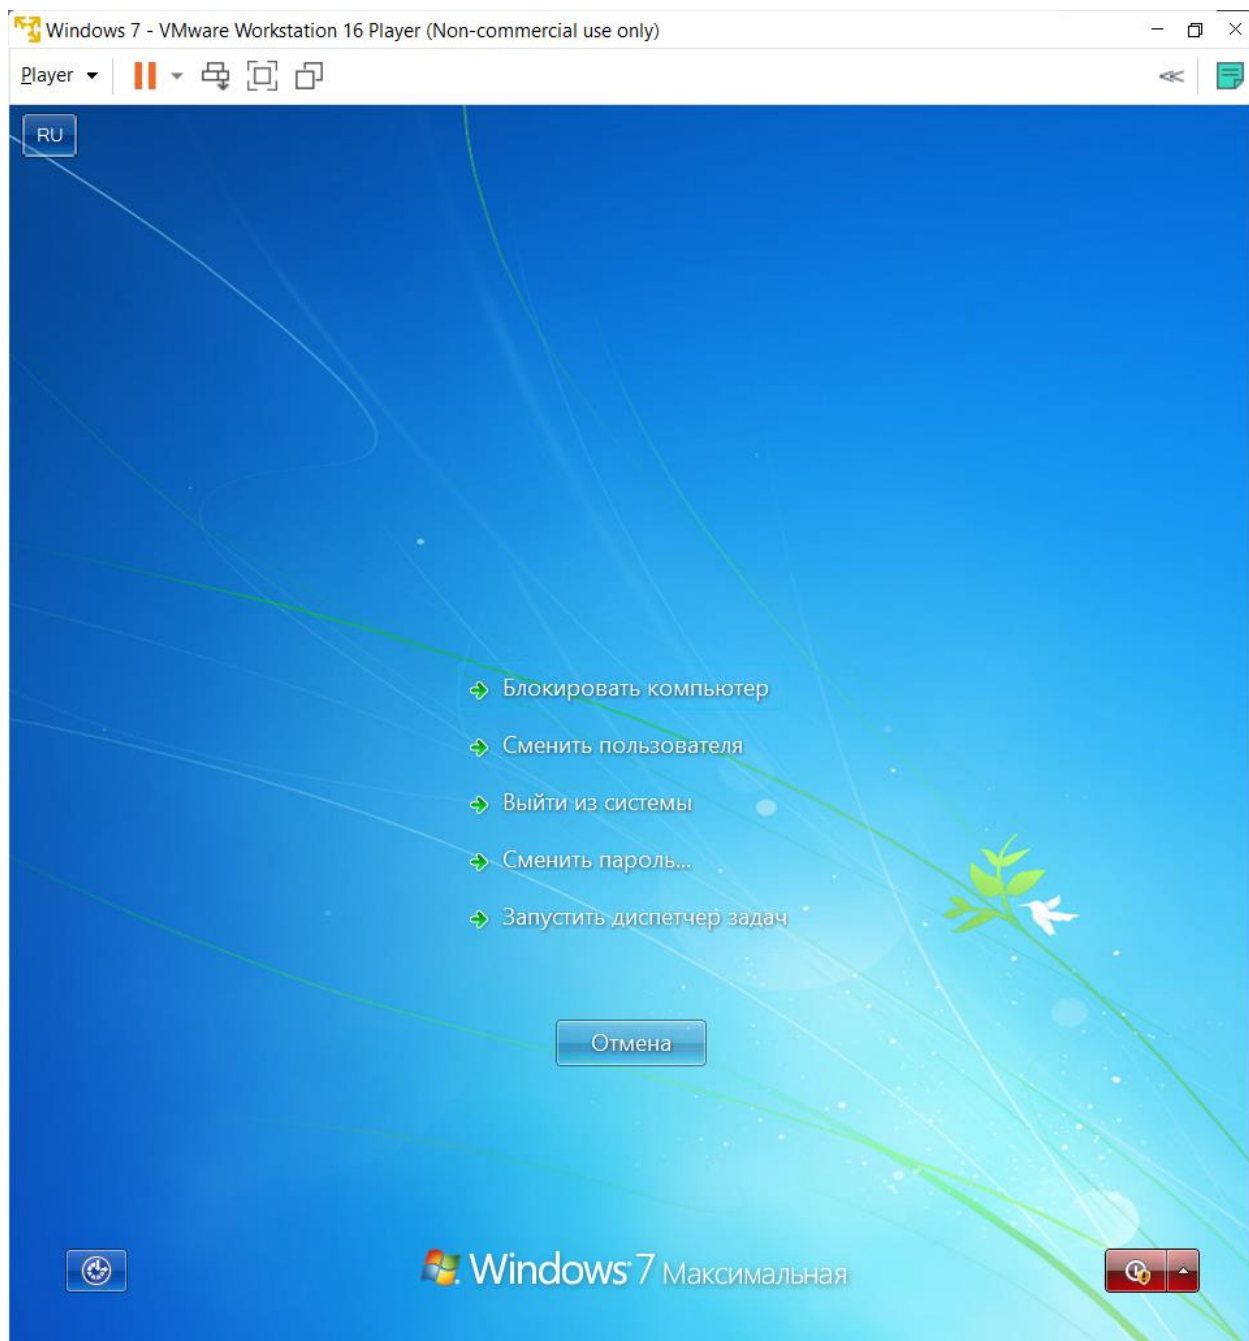 Windows 7 - VMware Workstation 16 Player (Non-commercial use only)
Player
RU
Блокировать компьютер
Сменить пользователя
Выйти из системы
Сменить пароль...
Запустить диспетчер задач
Отмена
Windows 7 Максимальная